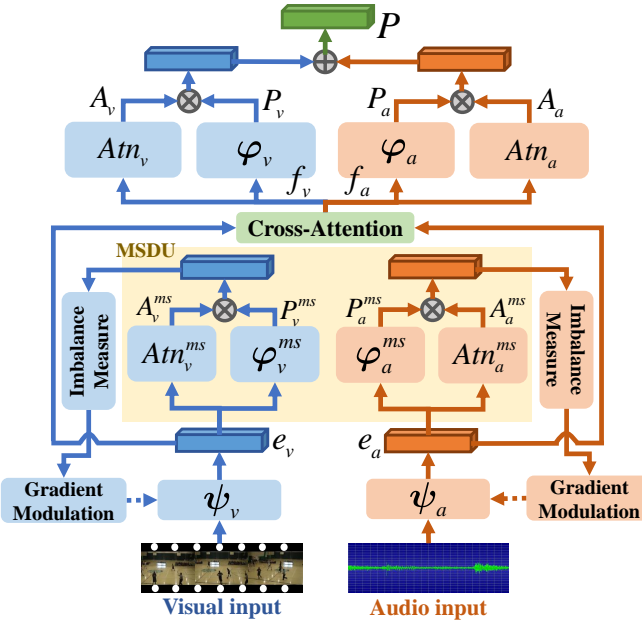 P
A_v P_v P_a A_a
Atn_v φ_v φ_a Atn_a
f_v f_a
Cross-Attention
MSDU
A_v^{ms} P_v^{ms} P_a^{ms} A_a^{ms}
Imbalance
Measure
Atn_v^{ms} φ_v^{ms} φ_a^{ms} Atn_a^{ms}
Imbalance
Measure
e_v e_a
Gradient
Modulation
ψ_v ψ_a
Gradient
Modulation
Visual input Audio input